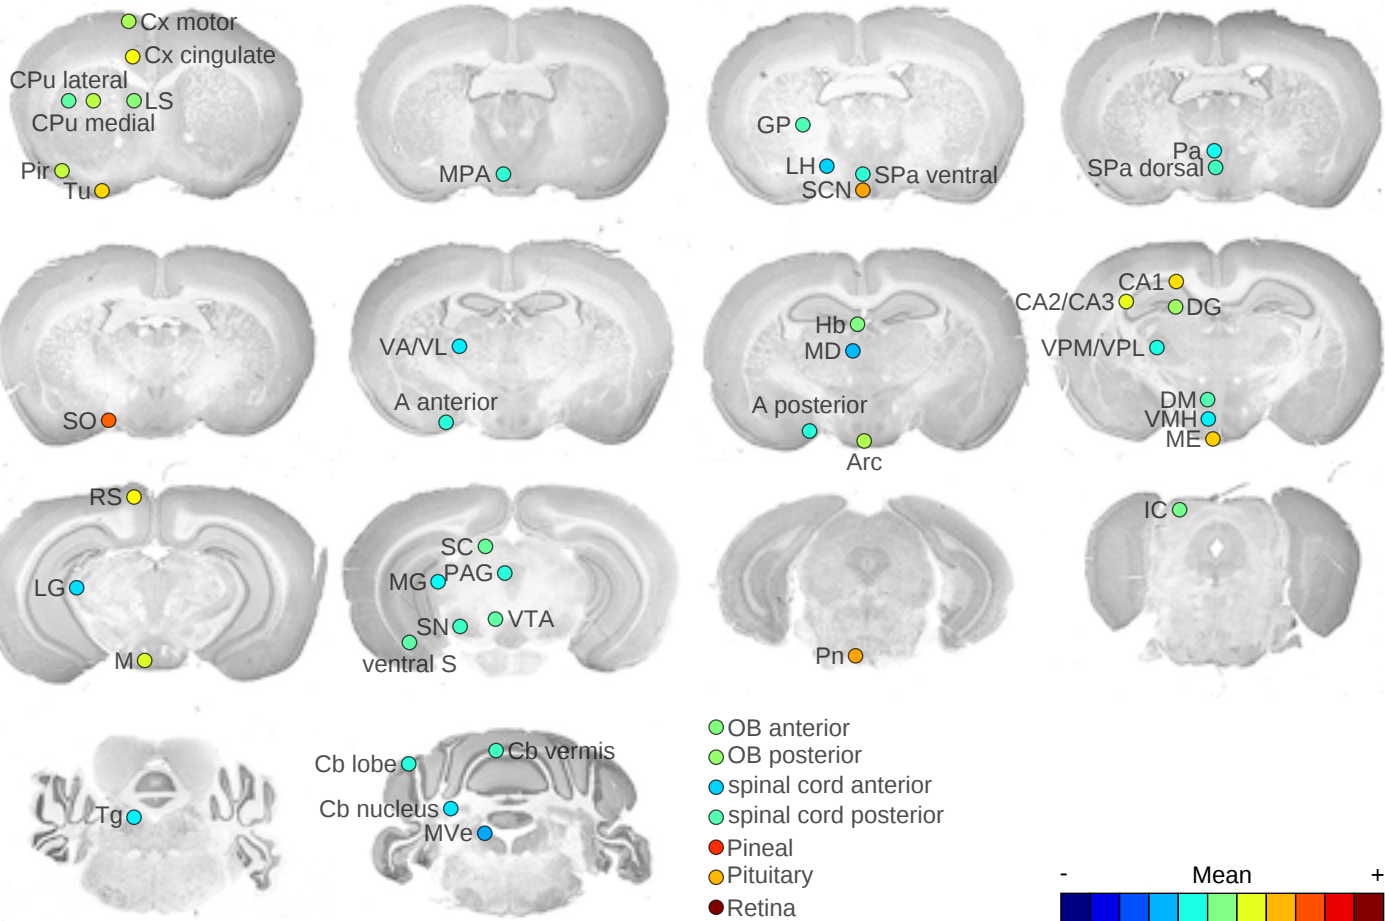 Cx motor
Cx cingulate
CPu lateral
LS
CPu medial
Pir
Tu
MPA
GP
LH
SPa ventral
SCN
Pa
SPa dorsal
SO
VA/VL
A anterior
Hb
MD
A posterior
Arc
CA1
CA2/CA3
DG
VPM/VPL
DM
VMH
ME
RS
LG
M
SC
MG
PAG
SN
VTA
ventral S
Pn
IC
Tg
Cb lobe
Cb vermis
Cb nucleus
MVe
OB anterior
OB posterior
spinal cord anterior
spinal cord posterior
Pineal
Pituitary
Retina
- Mean +